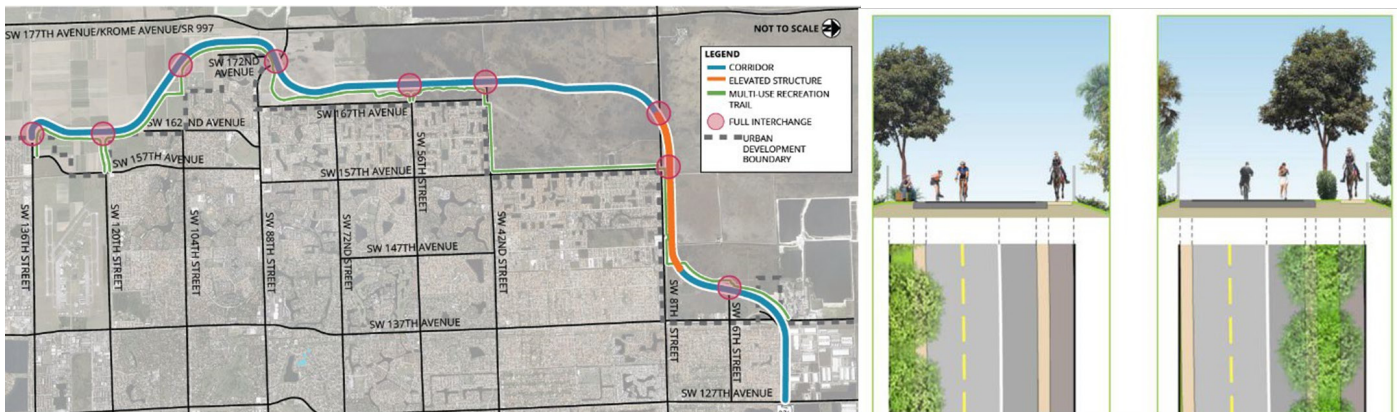 SW 177TH AVENUE/KROME AVENUE/SR 997
NOT TO SCALE
N
LEGEND
CORRIDOR
ELEVATED STRUCTURE
MULTI-USE RECREATION
TRAIL
FULL INTERCHANGE
URBAN
DEVELOPMENT
BOUNDARY
SW 172ND
AVENUE
SW 167TH AVENUE
SW 162 ND AVENUE
SW 157TH AVENUE
SW 157TH AVENUE
SW 147TH AVENUE
SW 137TH AVENUE
SW 127TH AVENUE
SW 136TH STREET
SW 120TH STREET
SW 104TH STREET
SW 88TH STREET
SW 72ND STREET
SW 56TH STREET
SW 42ND STREET
SW 8TH STREET
SW 6TH STREET